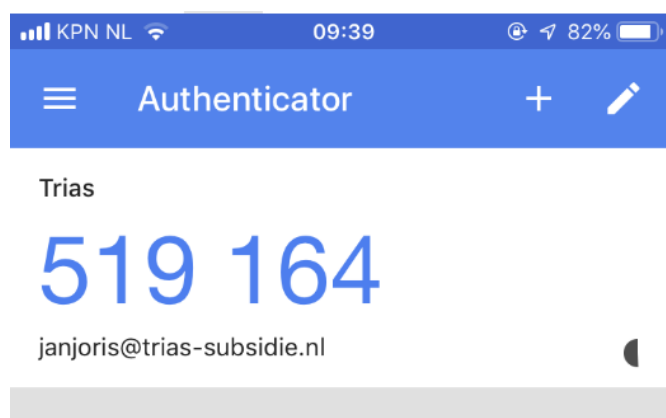 KPN NL 09:39 82%
Authenticator
Trias
519 164
janjoris@trias-subsidie.nl